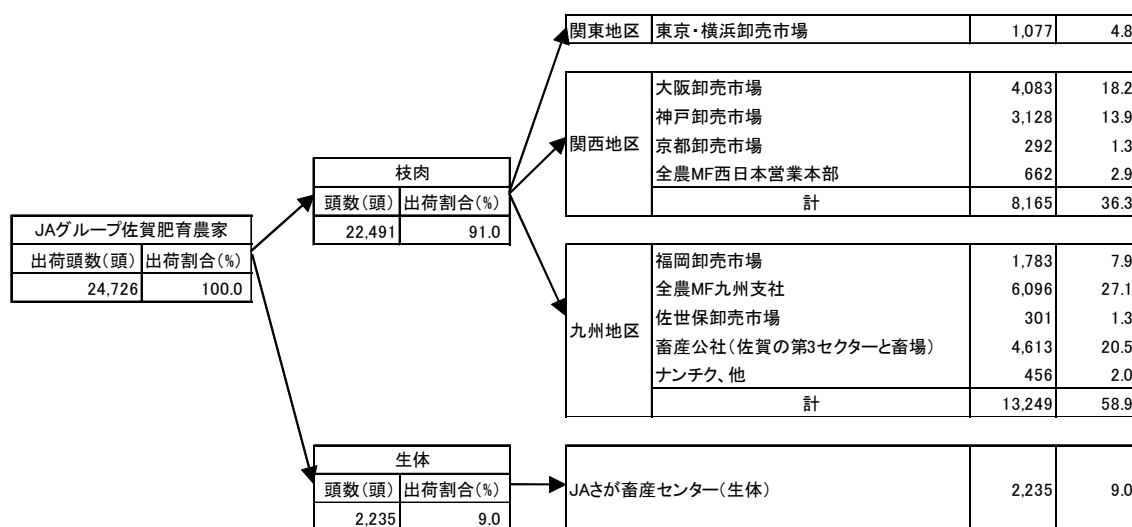 JAグループ佐賀肥育農家
出荷頭数(頭) 出荷割合(%)
24,726 100.0
枝肉
頭数(頭) 出荷割合(%)
22,491 91.0
生体
頭数(頭) 出荷割合(%)
2,235 9.0
関東地区 東京・横浜卸売市場 1,077 4.8
関西地区
大阪卸売市場 4,083 18.2
神戸卸売市場 3,128 13.9
京都卸売市場 292 1.3
全農MF西日本営業本部 662 2.9
計 8,165 36.3
九州地区
福岡卸売市場 1,783 7.9
全農MF九州支社 6,096 27.1
佐世保卸売市場 301 1.3
畜産公社(佐賀の第3セクターと畜場) 4,613 20.5
ナンチク、他 456 2.0
計 13,249 58.9
JAさが畜産センター(生体) 2,235 9.0